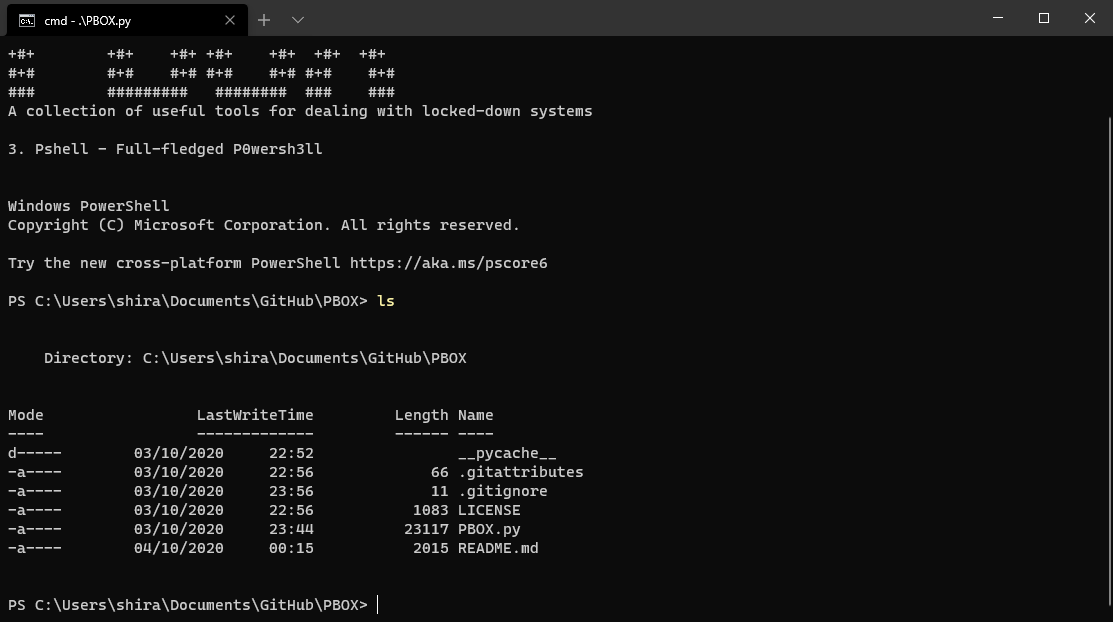 cmd - .\PBOX.py
+#+        +#+    +#+ +#+    +#+  +#+  +#+
#+#        #+#    #+# #+#    #+# #+#    #+#
###        #########   ########  ###    ###
A collection of useful tools for dealing with locked-down systems
3. Pshell - Full-fledged P0wersh3ll
Windows PowerShell
Copyright (C) Microsoft Corporation. All rights reserved.
Try the new cross-platform PowerShell https://aka.ms/pscore6
PS C:\Users\shira\Documents\GitHub\PBOX> ls
    Directory: C:\Users\shira\Documents\GitHub\PBOX
Mode                 LastWriteTime         Length Name
----                 -------------         ------ ----
d-----        03/10/2020     22:52                __pycache__
-a----        03/10/2020     22:56             66 .gitattributes
-a----        03/10/2020     23:56             11 .gitignore
-a----        03/10/2020     22:56           1083 LICENSE
-a----        03/10/2020     23:44          23117 PBOX.py
-a----        04/10/2020     00:15           2015 README.md
PS C:\Users\shira\Documents\GitHub\PBOX>